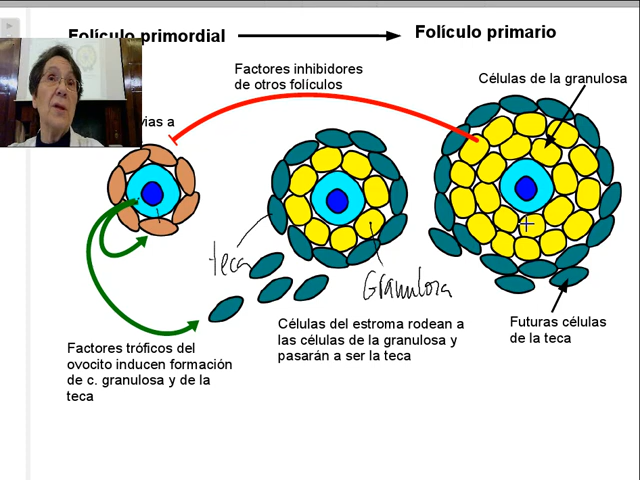 Folículo primordial
Folículo primario
Factores inhibidores
de otros folículos
Células de la granulosa
vias a
teca
Granulosa
Células del estroma rodean a
las células de la granulosa y
pasarán a ser la teca
Futuras células
de la teca
Factores tróficos del
ovocito inducen formación
de c. granulosa y de la
teca